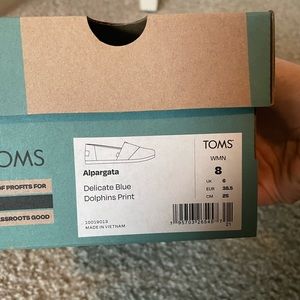 TOMS
OF PROFITS FOR
ASSROOTS GOOD
Alpargata
Delicate Blue
Dolphins Print
10019013
MADE IN VIETNAM
TOMS
WMN
8
UK 6
EUR 38.5
CM 25